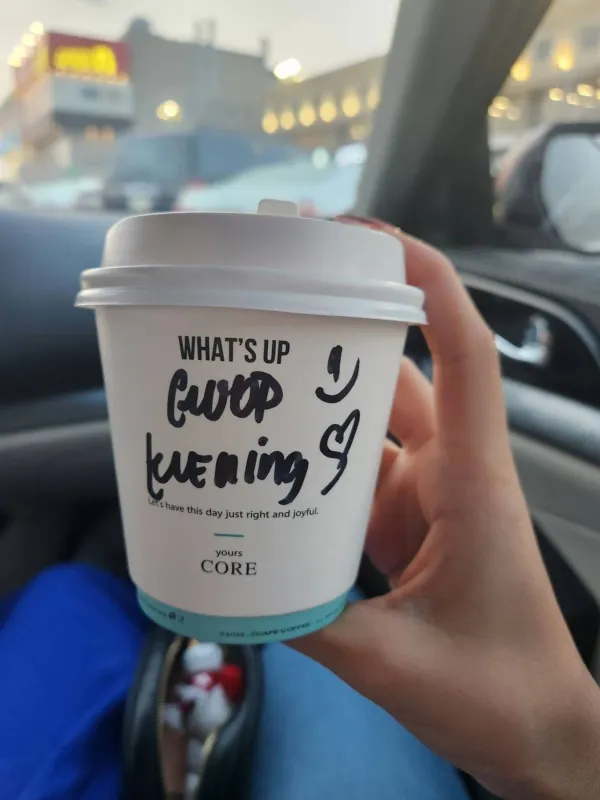 WHAT'S UP
GOOD
Evening
Let's have this day just right and joyful.
yours
CORE